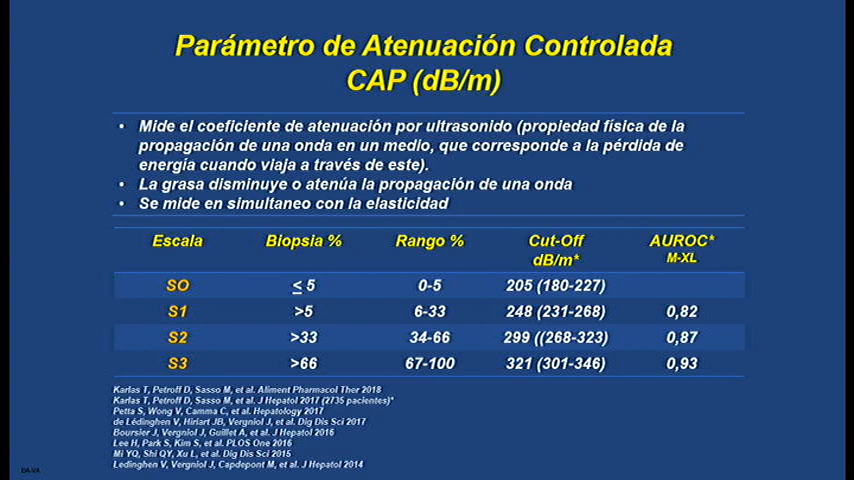 Parámetro de Atenuación Controlada
CAP (dB/m)
• Mide el coeficiente de atenuación por ultrasonido (propiedad física de la
propagación de una onda en un medio, que corresponde a la pérdida de
energía cuando viaja a través de este).
• La grasa disminuye o atenúa la propagación de una onda
• Se mide en simultaneo con la elasticidad
Escala Biopsia % Rango % Cut-Off dB/m* AUROC* M-XL
SO ≤ 5 0-5 205 (180-227)
S1 >5 6-33 248 (231-268) 0,82
S2 >33 34-66 299 ((268-323) 0,87
S3 >66 67-100 321 (301-346) 0,93
Karlas T, Petroff D, Sasso M, et al. Aliment Pharmacol Ther 2018
Karlas T, Petroff D, Sasso M, et al. J Hepatol 2017 (2735 pacientes)*
Petta S, Wong V, Camma C, et al. Hepatology 2017
de Lédinghen V, Hiriart JB, Vergniol J, et al. Dig Dis Sci 2017
Boursier J, Vergniol J, Guillet A, et al. J Hepatol 2016
Lee H, Park S, Kim S, et al. PLOS One 2016
Mi YQ, Shi QY, Xu L, et al. Dig Dis Sci 2015
Ledinghen V, Vergniol J, Capdepont M, et al. J Hepatol 2014